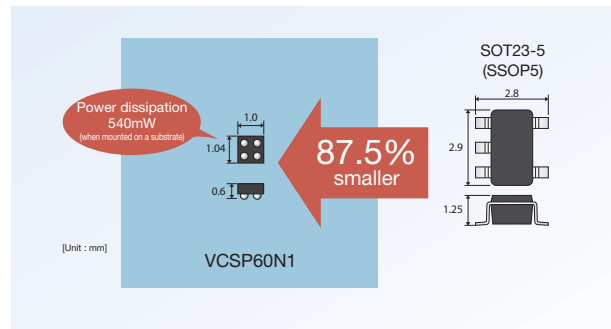 Power dissipation
540mW
(when mounted on a substrate)
1.0
1.04
0.6
[Unit : mm]
VCSP60N1
87.5%
smaller
SOT23-5
(SSOP5)
2.8
2.9
1.25